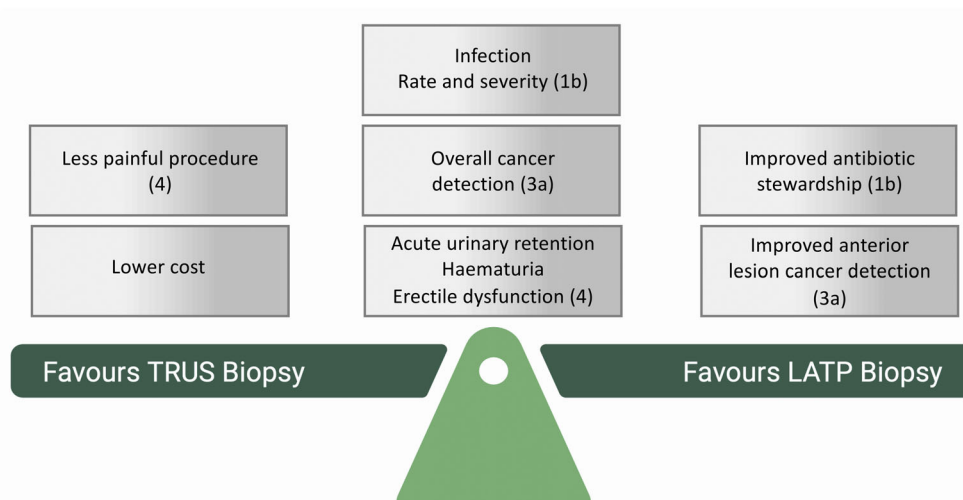 Infection
Rate and severity (1b)
Less painful procedure
(4)
Overall cancer
detection (3a)
Improved antibiotic
stewardship (1b)
Lower cost
Acute urinary retention
Haematuria
Erectile dysfunction (4)
Improved anterior
lesion cancer detection
(3a)
Favours TRUS Biopsy
Favours LATP Biopsy